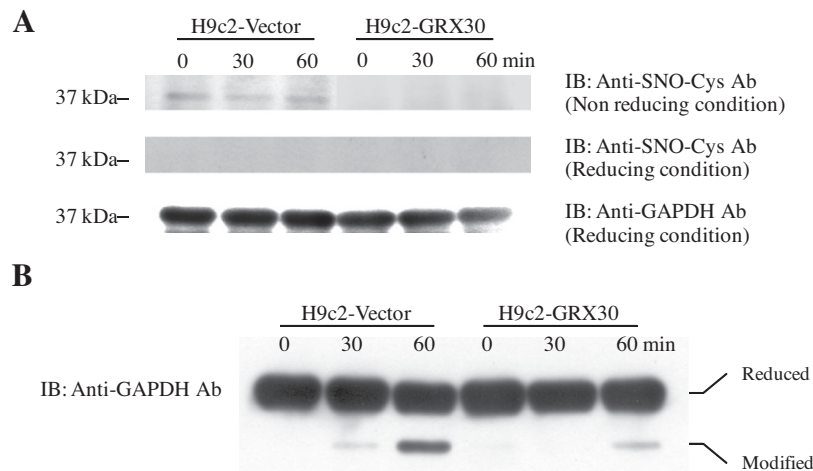 A
H9c2-Vector H9c2-GRX30
0 30 60 0 30 60 min
37 kDa– IB: Anti-SNO-Cys Ab
(Non reducing condition)
37 kDa– IB: Anti-SNO-Cys Ab
(Reducing condition)
37 kDa– IB: Anti-GAPDH Ab
(Reducing condition)
B
H9c2-Vector H9c2-GRX30
0 30 60 0 30 60 min
IB: Anti-GAPDH Ab Reduced
Modified